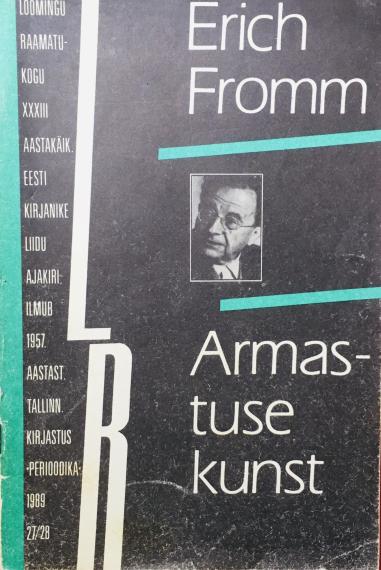 LOOMINGU
RAAMATU-
KOGU
XXXIII
AASTAKÄIK.
EESTI
KIRJANIKE
LIIDU
AJAKIRI.
ILMUB
1957.
AASTAST.
TALLINN.
KIRJASTUS
«PERIOODIKA»
1989
27/28
LR
Erich
Fromm
Armas-
tuse
kunst